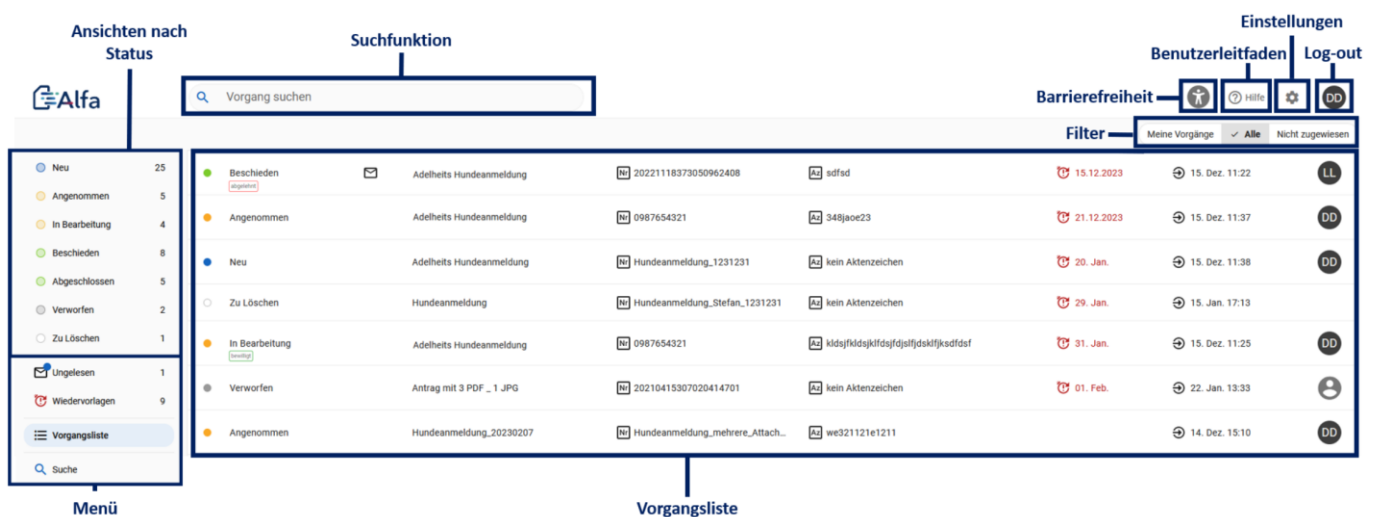 Ansichten nach
Status
Suchfunktion
Einstellungen
Benutzerleitfaden Log-out
Barrierefreiheit
Alfa
Vorgang suchen
Hilfe
DD
Filter
Meine Vorgänge Alle Nicht zugewiesen
Neu 25
Angenommen 5
In Bearbeitung 4
Beschieden 8
Abgeschlossen 5
Verworfen 2
Zu Löschen 1
Ungelesen 1
Wiedervorlagen 9
Vorgangsliste
Suche
Menü
Beschieden Adelheits Hundeanmeldung Nr 20221118373050962408 Az sdfsd 15.12.2023 15. Dez. 11:22 LL
abgelehnt
Angenommen Adelheits Hundeanmeldung Nr 0987654321 Az 348jaoe23 21.12.2023 15. Dez. 11:37 DD
Neu Adelheits Hundeanmeldung Nr Hundeanmeldung_1231231 Az kein Aktenzeichen 20. Jan. 15. Dez. 11:38 DD
Zu Löschen Hundeanmeldung Nr Hundeanmeldung_Stefan_1231231 Az kein Aktenzeichen 29. Jan. 15. Jan. 17:13
In Bearbeitung Adelheits Hundeanmeldung Nr 0987654321 Az kldsjfkldsjklfdsjfdjslfjdsklfjksdfdsf 31. Jan. 15. Dez. 11:25 DD
bewilligt
Verworfen Antrag mit 3 PDF _ 1 JPG Nr 20210415307020414701 Az kein Aktenzeichen 01. Feb. 22. Jan. 13:33
Angenommen Hundeanmeldung_20230207 Nr Hundeanmeldung_mehrere_Attach... Az we321121e1211 14. Dez. 15:10 DD
Vorgangsliste